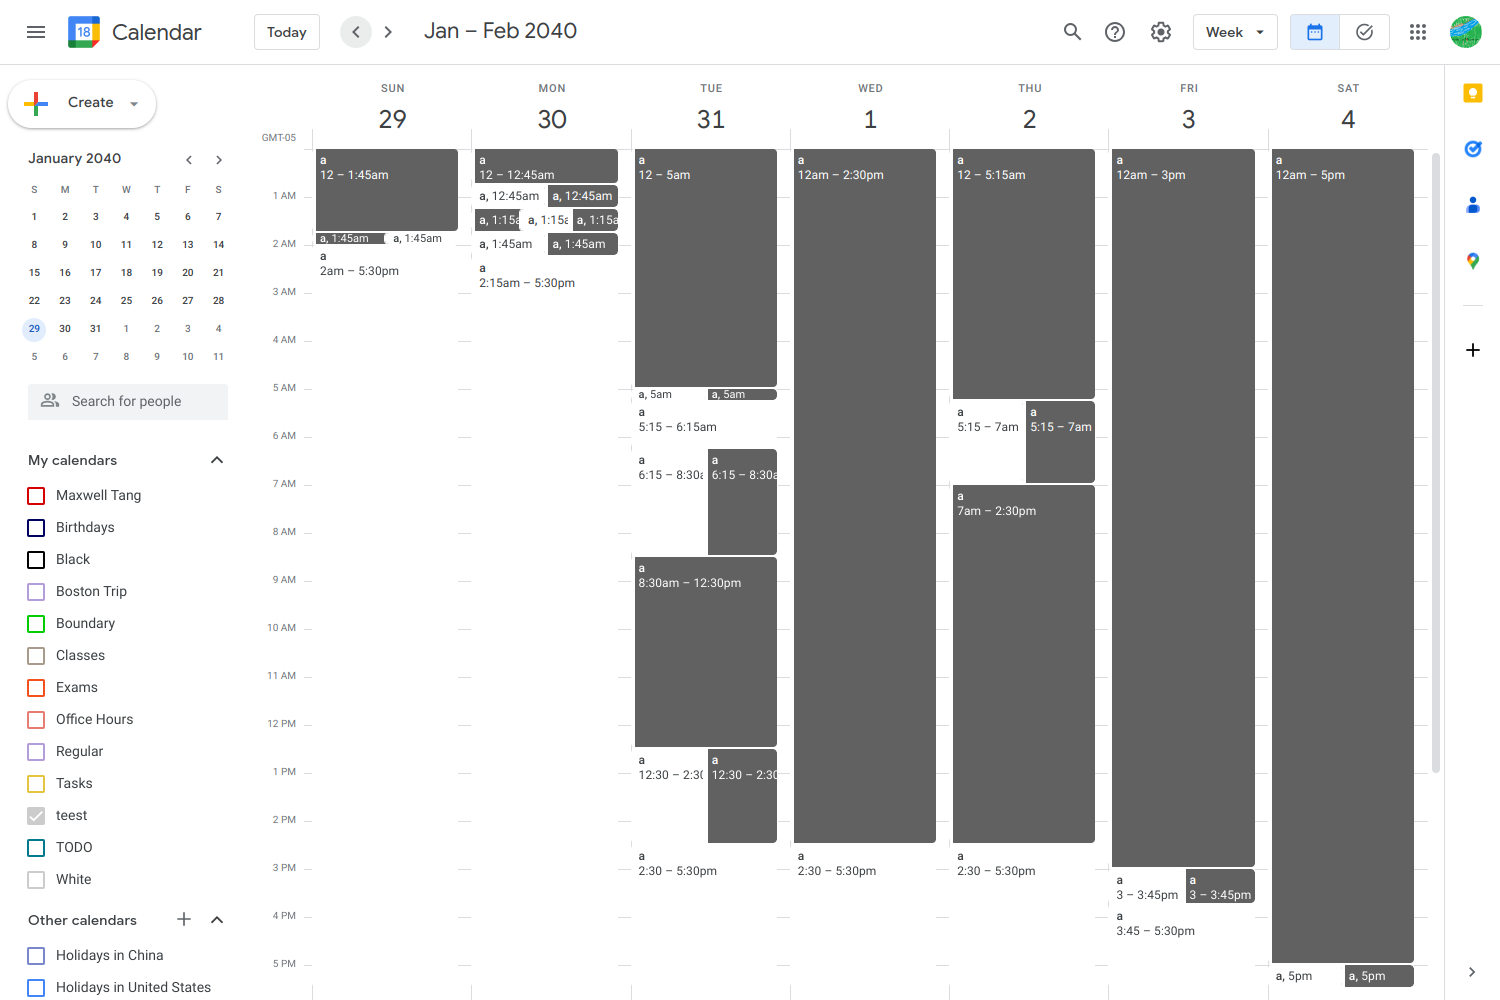 18 Calendar Today Jan – Feb 2040 Week
Create
January 2040
S M T W T F S
1 2 3 4 5 6 7
8 9 10 11 12 13 14
15 16 17 18 19 20 21
22 23 24 25 26 27 28
29 30 31 1 2 3 4
5 6 7 8 9 10 11
Search for people
My calendars
Maxwell Tang
Birthdays
Black
Boston Trip
Boundary
Classes
Exams
Office Hours
Regular
Tasks
teest
TODO
White
Other calendars
Holidays in China
Holidays in United States
SUN MON TUE WED THU FRI SAT
29 30 31 1 2 3 4
GMT-05
1 AM
2 AM
3 AM
4 AM
5 AM
6 AM
7 AM
8 AM
9 AM
10 AM
11 AM
12 PM
1 PM
2 PM
3 PM
4 PM
5 PM
a
12 – 1:45am
a, 1:45am a, 1:45am
a
2am – 5:30pm
a
12 – 12:45am
a, 12:45am a, 12:45am
a, 1:15a a, 1:15a a, 1:15a
a, 1:45am a, 1:45am
a
2:15am – 5:30pm
a
12 – 5am
a, 5am a, 5am
a
5:15 – 6:15am
a a
6:15 – 8:30a 6:15 – 8:30a
a
8:30am – 12:30pm
a a
12:30 – 2:30 12:30 – 2:30
a
2:30 – 5:30pm
a
12am – 2:30pm
a
2:30 – 5:30pm
a
12 – 5:15am
a a
5:15 – 7am 5:15 – 7am
a
7am – 2:30pm
a
2:30 – 5:30pm
a
12am – 3pm
a a
3 – 3:45pm 3 – 3:45pm
a
3:45 – 5:30pm
a
12am – 5pm
a, 5pm a, 5pm